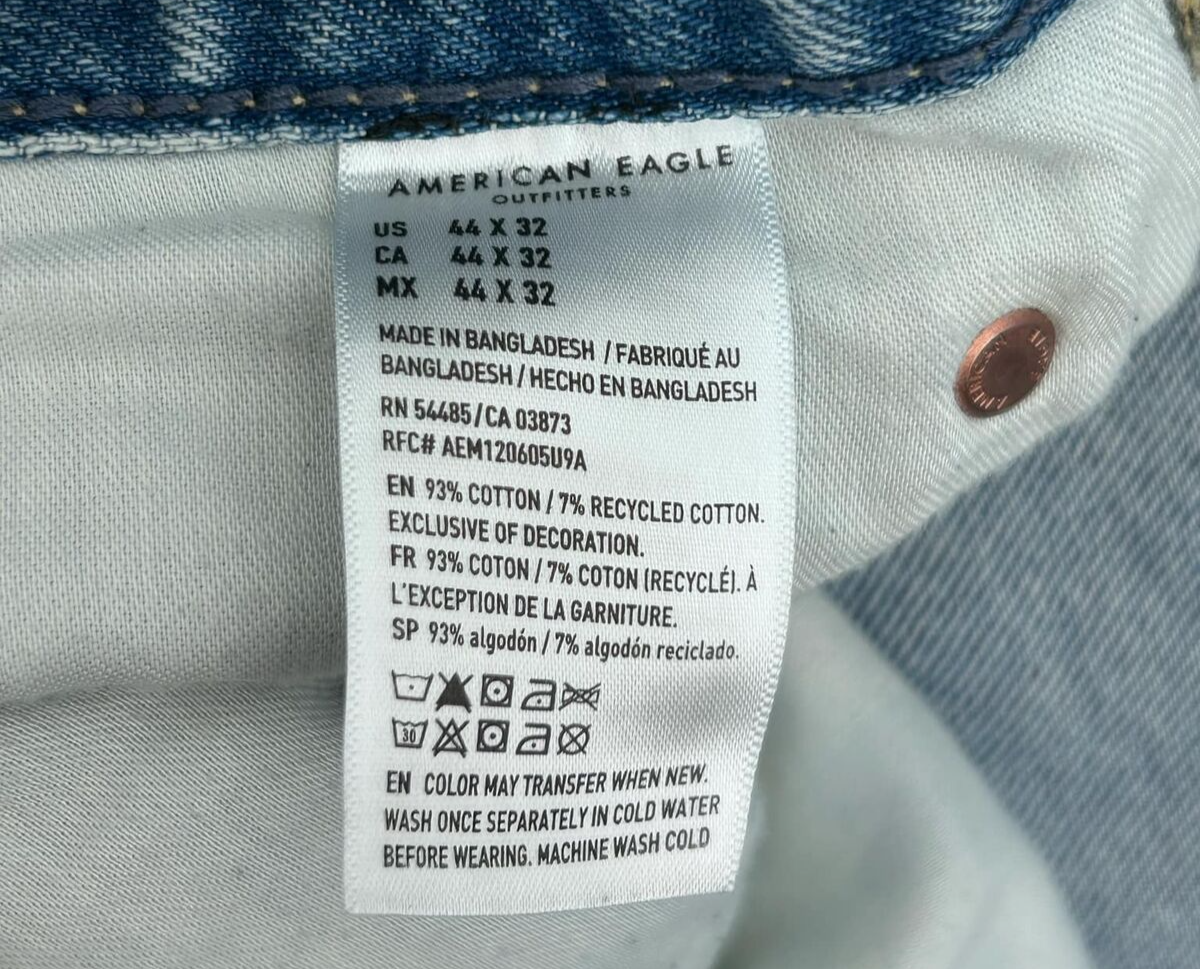 AMERICAN EAGLE
OUTFITTERS
US 44 X 32
CA 44 X 32
MX 44 X 32
MADE IN BANGLADESH / FABRIQUÉ AU
BANGLADESH / HECHO EN BANGLADESH
RN 54485/CA 03873
RFC# AEM120605U9A
EN 93% COTTON / 7% RECYCLED COTTON.
EXCLUSIVE OF DECORATION.
FR 93% COTON / 7% COTON (RECYCLÉ). À
L'EXCEPTION DE LA GARNITURE.
SP 93% algodón / 7% algodón reciclado.
30
EN COLOR MAY TRANSFER WHEN NEW.
WASH ONCE SEPARATELY IN COLD WATER
BEFORE WEARING. MACHINE WASH COLD
AMERICAN